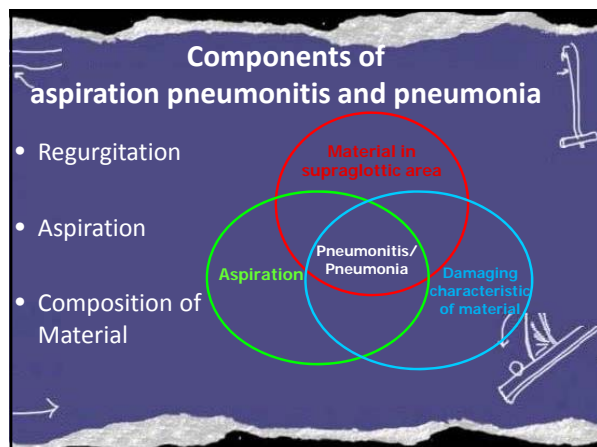 Components of
aspiration pneumonitis and pneumonia
• Regurgitation
• Aspiration
• Composition of
Material
Material in
supraglottic area
Pneumonitis/
Pneumonia
Aspiration
Damaging
characteristic
of material